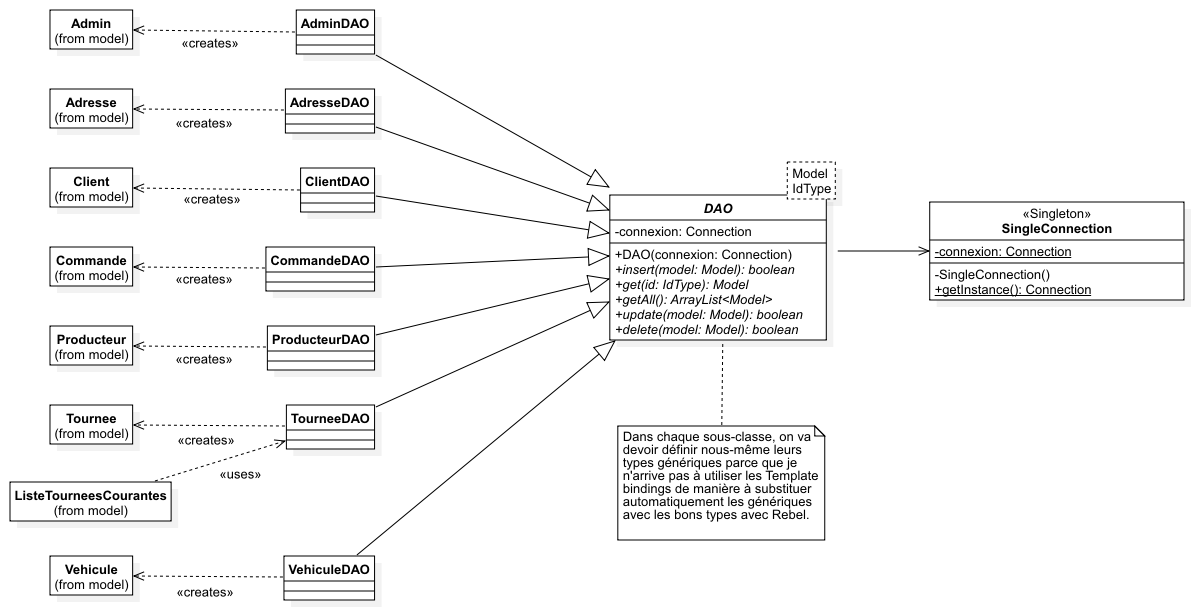 Admin
(from model)
«creates»
AdminDAO
Adresse
(from model)
«creates»
AdresseDAO
Client
(from model)
«creates»
ClientDAO
Commande
(from model)
«creates»
CommandeDAO
Producteur
(from model)
«creates»
ProducteurDAO
Tournee
(from model)
«creates»
TourneeDAO
«uses»
ListeTourneesCourantes
(from model)
Vehicule
(from model)
«creates»
VehiculeDAO
Model
IdType
DAO
-connexion: Connection
+DAO(connexion: Connection)
+insert(model: Model): boolean
+get(id: IdType): Model
+getAll(): ArrayList<Model>
+update(model: Model): boolean
+delete(model: Model): boolean
«Singleton»
SingleConnection
-connexion: Connection
-SingleConnection()
+getInstance(): Connection
Dans chaque sous-classe, on va
devoir définir nous-même leurs
types génériques parce que je
n'arrive pas à utiliser les Template
bindings de manière à substituer
automatiquement les génériques
avec les bons types avec Rebel.